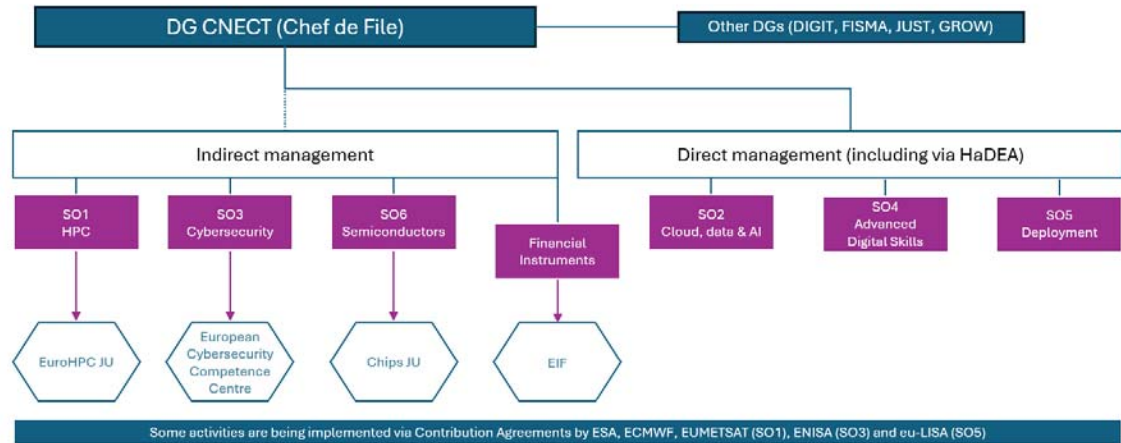 DG CNECT (Chef de File)
Other DGs (DIGIT, FISMA, JUST, GROW)
Indirect management
Direct management (including via HaDEA)
SO1
HPC
SO3
Cybersecurity
SO6
Semiconductors
Financial
Instruments
SO2
Cloud, data & AI
SO4
Advanced
Digital Skills
SO5
Deployment
EuroHPC JU
European
Cybersecurity
Competence
Centre
Chips JU
EIF
Some activities are being implemented via Contribution Agreements by ESA, ECMWF, EUMETSAT (SO1), ENISA (SO3) and eu-LISA (SO5)